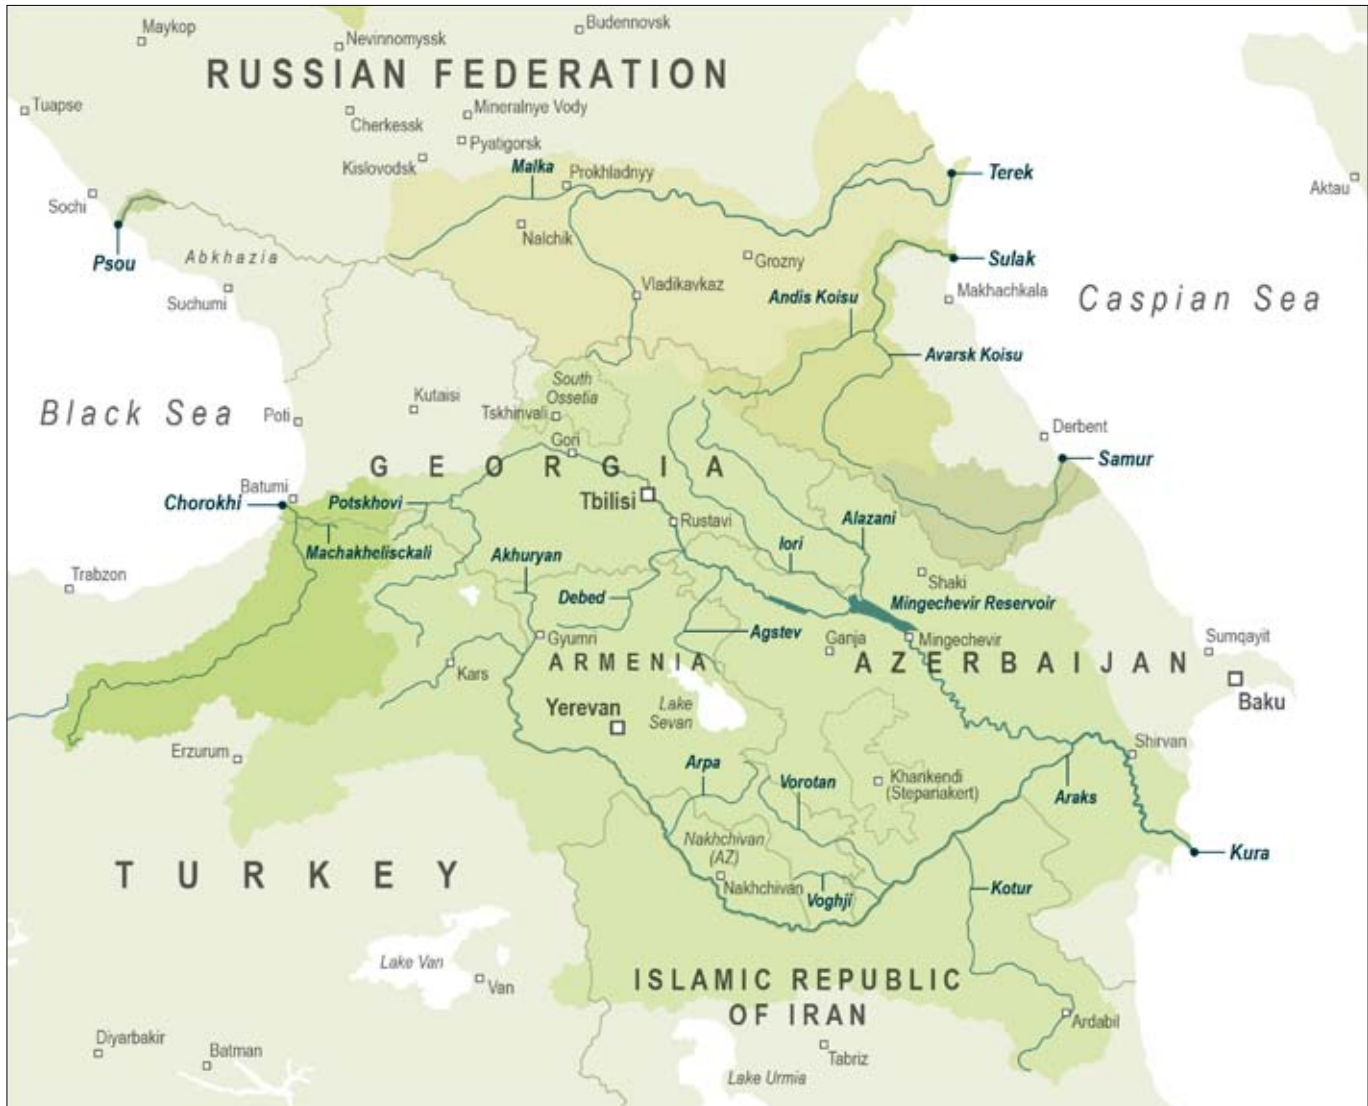 Maykop
Nevinnomyssk
Budennovsk
RUSSIAN FEDERATION
Tuapse
Cherkessk
Mineralnye Vody
Pyatigorsk
Kislovodsk
Malka
Prokhladnyy
Terek
Aktau
Sochi
Psou
Abkhazia
Nalchik
Grozny
Sulak
Suchumi
Vladikavkaz
Andis Koisu
Makhachkala
Caspian Sea
Avarsk Koisu
Black Sea
Poti
Kutaisi
South
Ossetia
Tskhinvali
Gori
Derbent
GEORGIA
Samur
Batumi
Chorokhi
Potskhovi
Tbilisi
Rustavi
Alazani
Machakhelisckali
Akhuryan
Iori
Trabzon
Debed
Shaki
Mingechevir Reservoir
Gyumri
Agstev
Ganja
Mingechevir
Sumqayit
Kars
ARMENIA
AZERBAIJAN
Baku
Yerevan
Lake
Sevan
Erzurum
Shirvan
Arpa
Vorotan
Khankendi
(Stepanakert)
Araks
Nakhchivan
(AZ)
Kura
TURKEY
Nakhchivan
Voghji
Kotur
Lake Van
Van
ISLAMIC REPUBLIC
OF IRAN
Ardabil
Diyarbakir
Batman
Tabriz
Lake Urmia